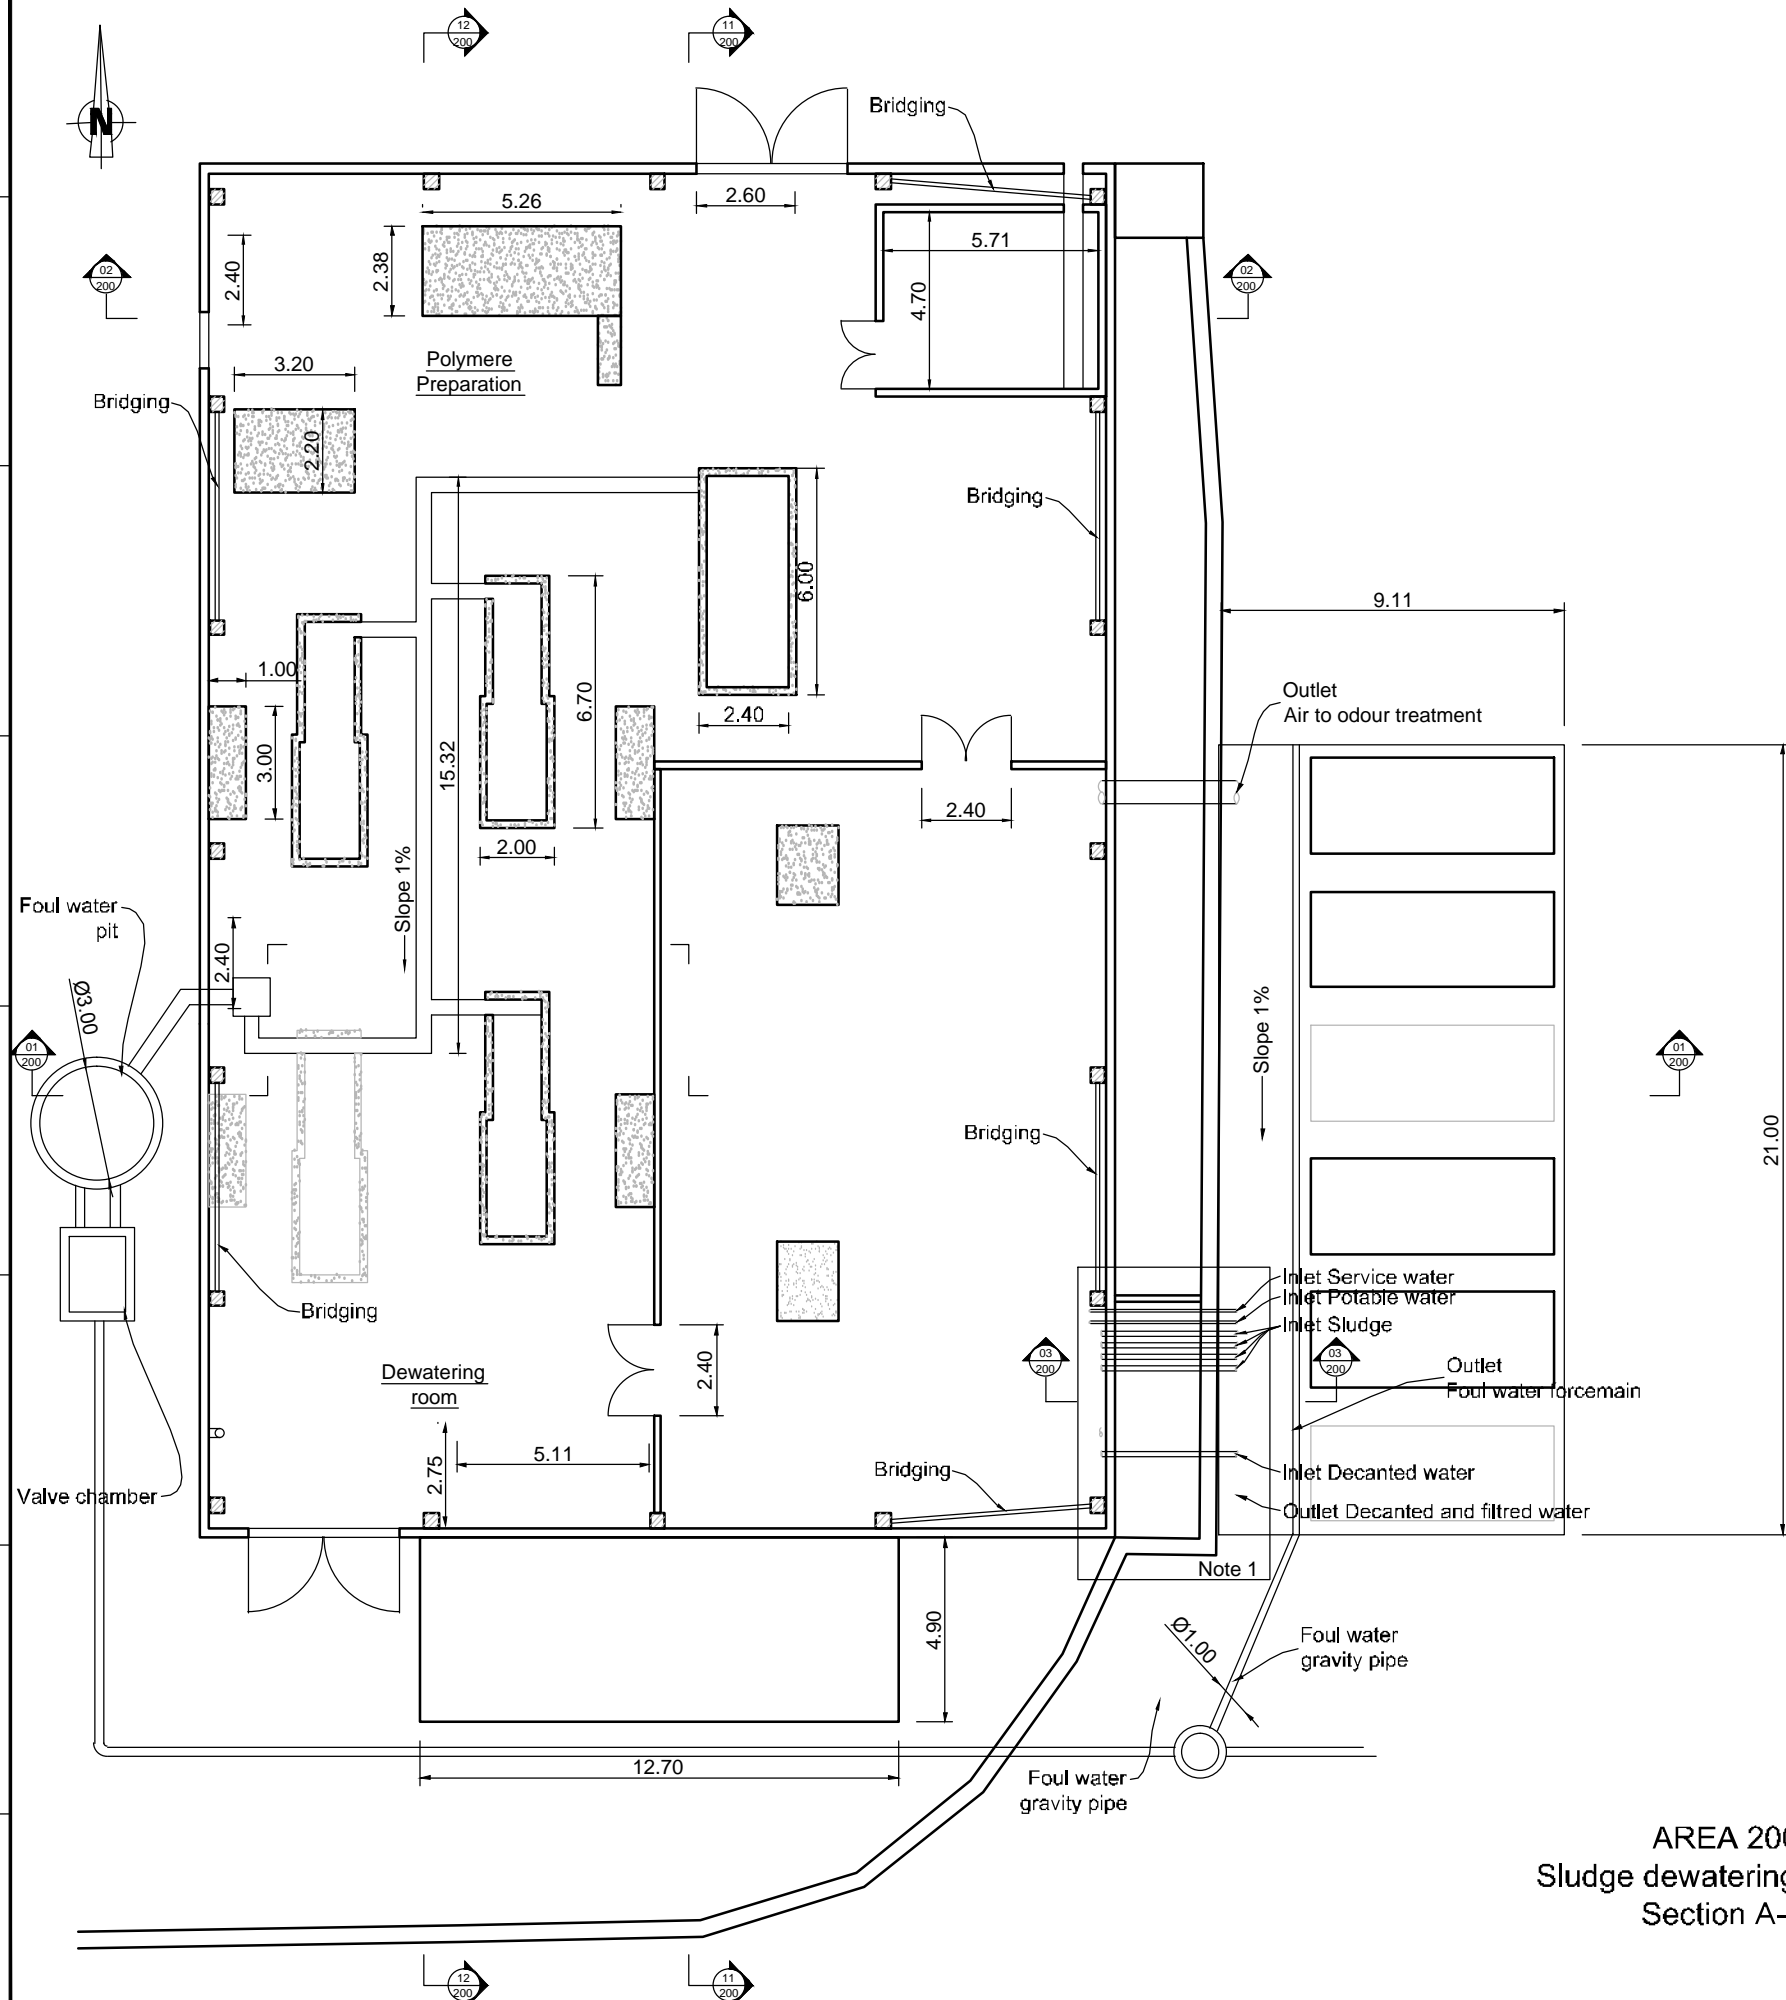 12
200
11
200
N
Bridging
5.26
2.60
5.71
02
200
2.40
2.38
4.70
02
200
Polymere
Preparation
3.20
Bridging
2.20
Bridging
6.00
9.11
1.00
6.70
2.40
Outlet
Air to odour treatment
3.00
15.32
2.40
2.00
Slope 1%
Foul water
pit
2.40
Ø3.00
Slope 1%
01
200
01
200
21.00
Bridging
Inlet Service water
Inlet Potable water
Inlet Sludge
Bridging
03
200
03
200
2.40
Outlet
Foul water forcemain
Dewatering
room
5.11
2.75
Bridging
Inlet Decanted water
Valve chamber
Outlet Decanted and filtred water
Note 1
4.90
Ø1.00
Foul water
gravity pipe
12.70
Foul water
gravity pipe
AREA 200
Sludge dewatering
Section A-
12
200
11
200